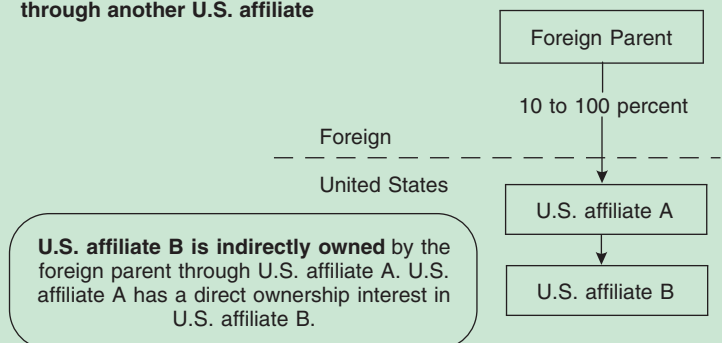 through another U.S. affiliate
Foreign Parent
10 to 100 percent
Foreign
United States
U.S. affiliate A
U.S. affiliate B is indirectly owned by the
foreign parent through U.S. affiliate A. U.S.
affiliate A has a direct ownership interest in
U.S. affiliate B.
U.S. affiliate B